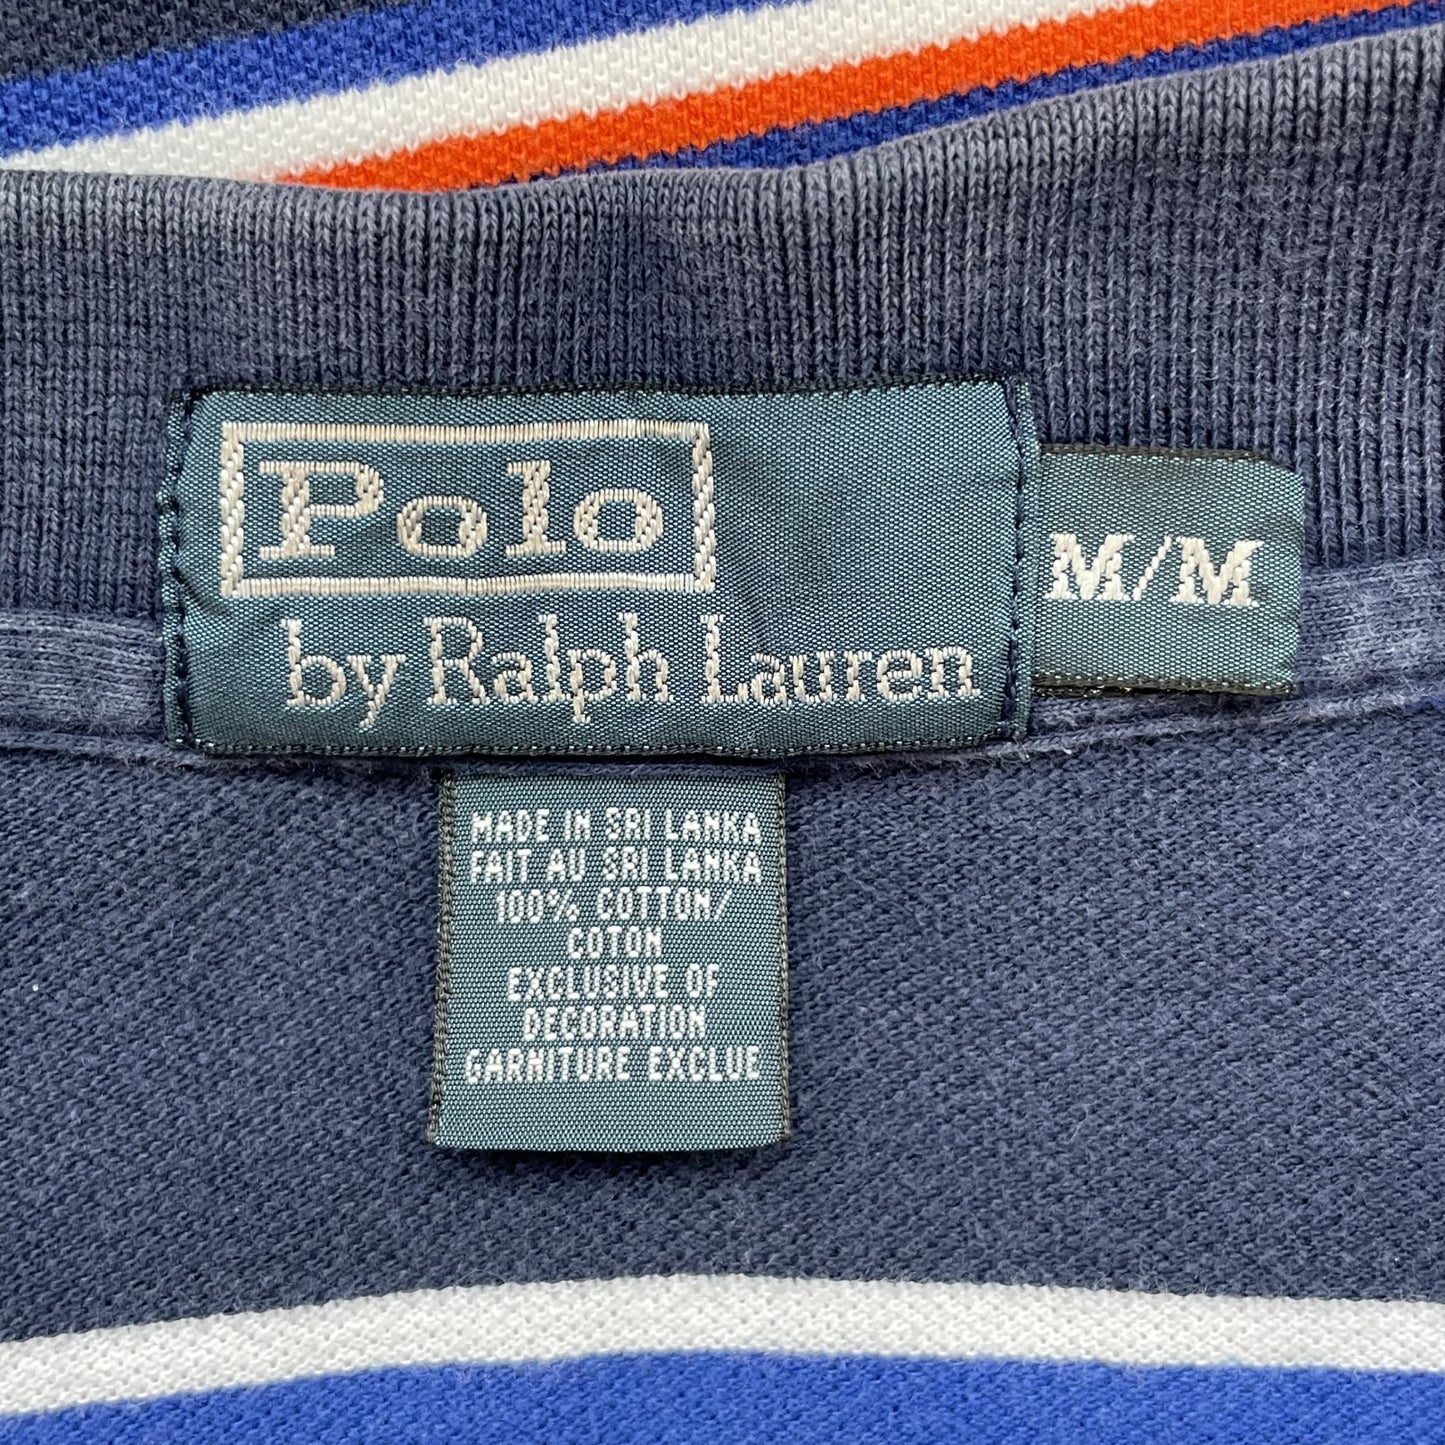 Polo
by Ralph Lauren
M/M
MADE IN SRI LANKA
FAIT AU SRI LANKA
100% COTTON/
COTON
EXCLUSIVE OF
DECORATION
GARNITURE EXCLUE